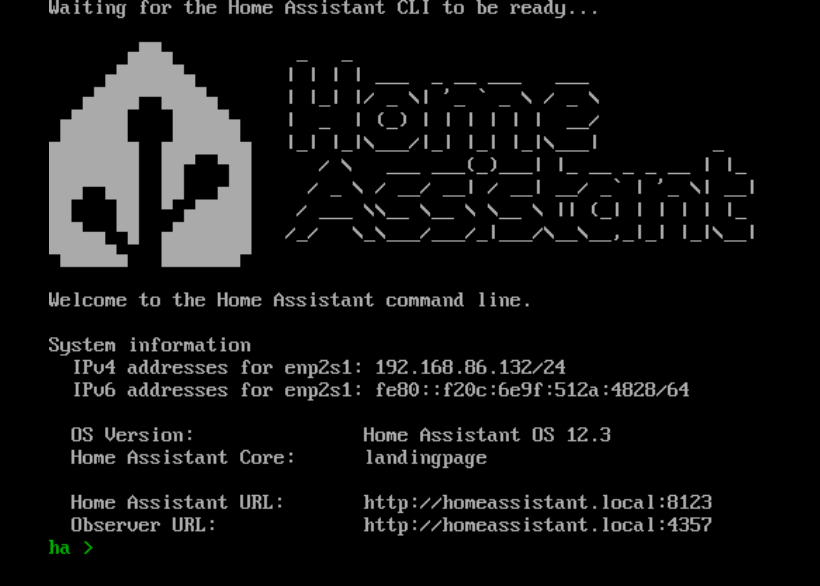 Waiting for the Home Assistant CLI to be ready...
Home
Assistant
Welcome to the Home Assistant command line.
System information
IPv4 addresses for enp2s1: 192.168.86.132/24
IPv6 addresses for enp2s1: fe80::f20c:6e9f:512a:4828/64
OS Version: Home Assistant OS 12.3
Home Assistant Core: landingpage
Home Assistant URL: http://homeassistant.local:8123
Observer URL: http://homeassistant.local:4357
ha >